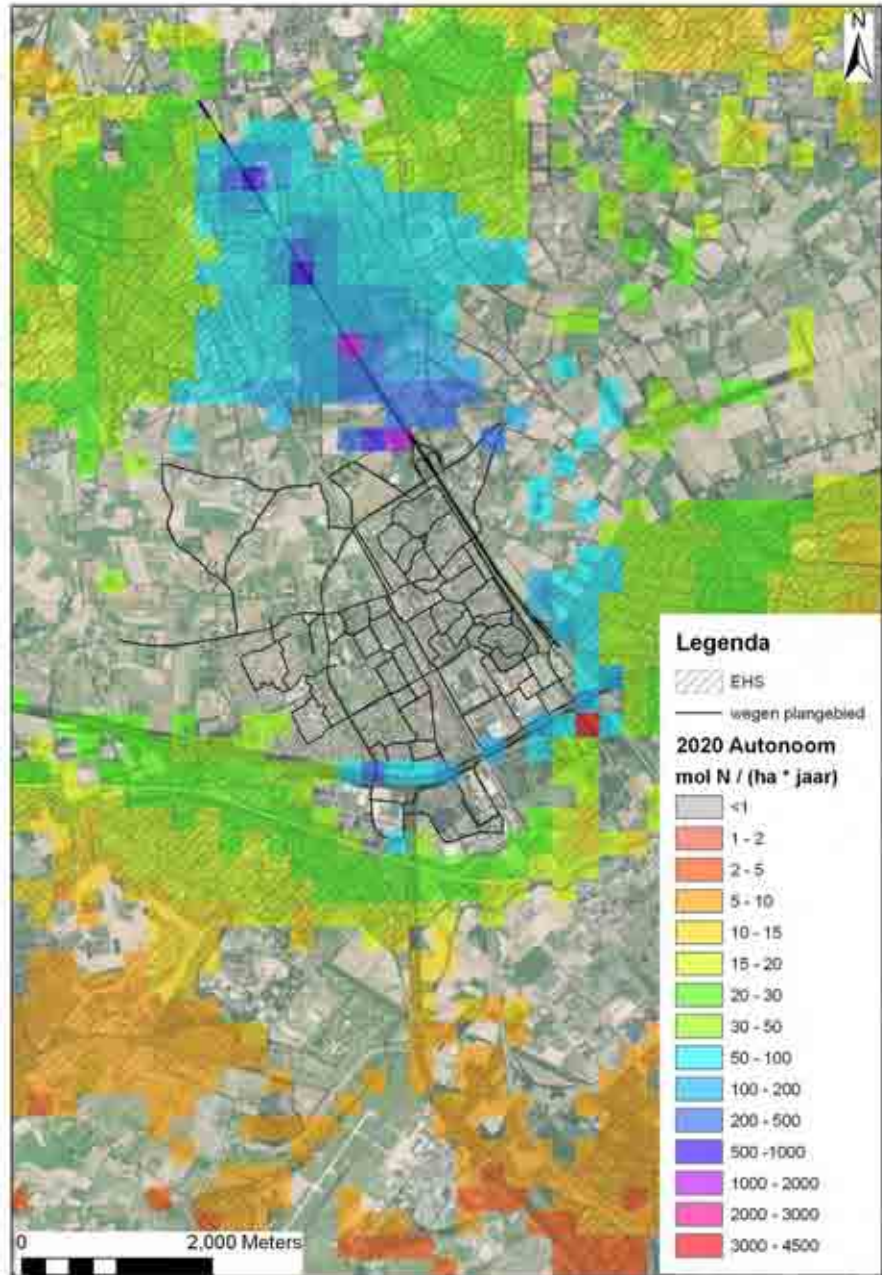 N
Legenda
EHS
wegen plangebied
2020 Autonoom
mol N / (ha * jaar)
<1
1 - 2
2 - 5
5 - 10
10 - 15
15 - 20
20 - 30
30 - 50
50 - 100
100 - 200
200 - 500
500 -1000
1000 - 2000
2000 - 3000
3000 - 4500
0 2,000 Meters